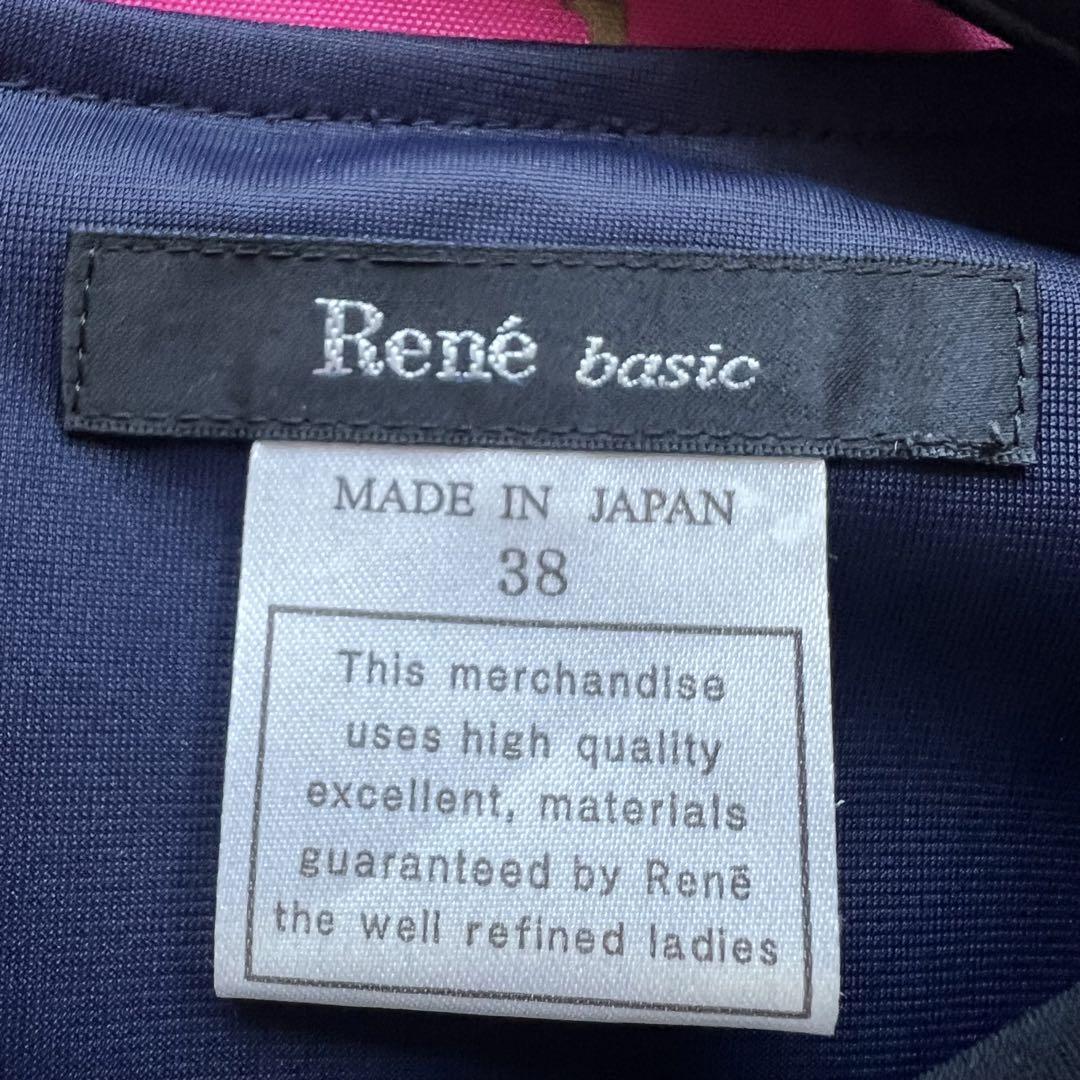 René basic
MADE IN JAPAN
38
This merchandise
uses high quality
excellent, materials
guaranteed by Renē
the well refined ladies